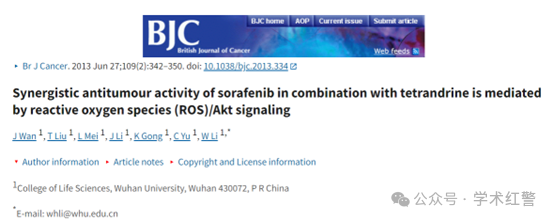 BJC
British Journal of Cancer
BJC home AOP Current issue Submit article
Web feeds
Br J Cancer. 2013 Jun 27;109(2):342–350. doi: 10.1038/bjc.2013.334
Synergistic antitumour activity of sorafenib in combination with tetrandrine is mediated
by reactive oxygen species (ROS)/Akt signaling
J Wan 1, T Liu 1, L Mei 1, J Li 1, K Gong 1, C Yu 1, W Li 1,*
Author information Article notes Copyright and License information
1College of Life Sciences, Wuhan University, Wuhan 430072, P R China
*E-mail: whli@whu.edu.cn
公众号·学术红警